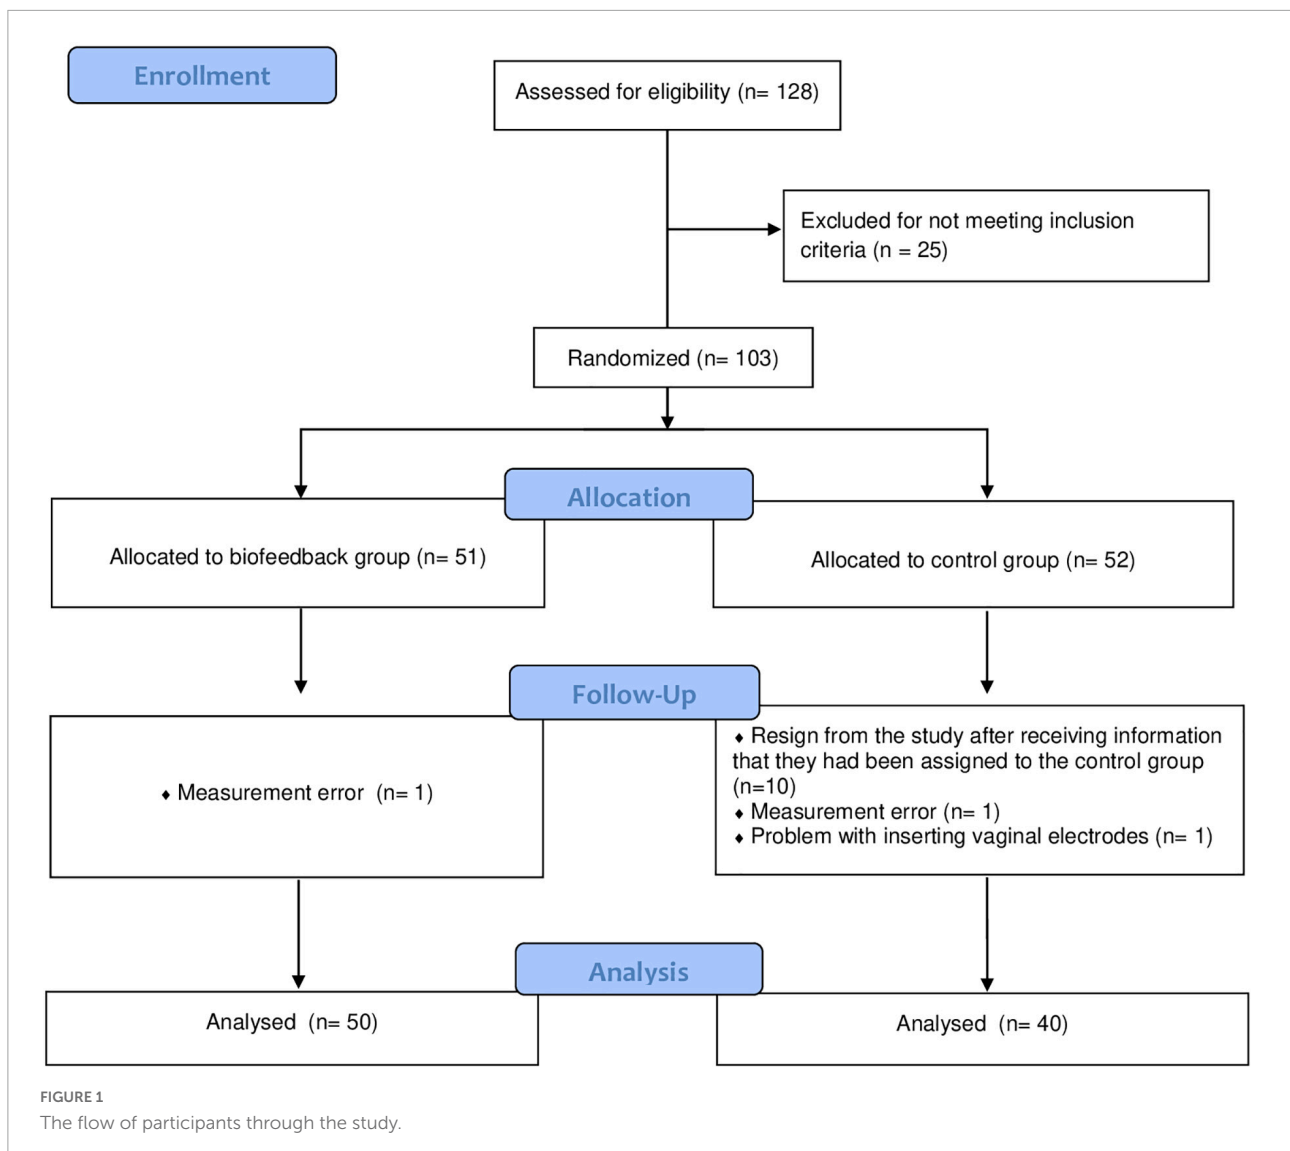 Enrollment
Assessed for eligibility (n= 128)
Excluded for not meeting inclusion
criteria (n = 25)
Randomized (n= 103)
Allocation
Allocated to biofeedback group (n= 51)
Allocated to control group (n= 52)
Follow-Up
♦ Measurement error (n= 1)
♦ Resign from the study after receiving information
that they had been assigned to the control group
(n=10)
♦ Measurement error (n= 1)
♦ Problem with inserting vaginal electrodes (n= 1)
Analysis
Analysed (n= 50)
Analysed (n= 40)
FIGURE 1
The flow of participants through the study.